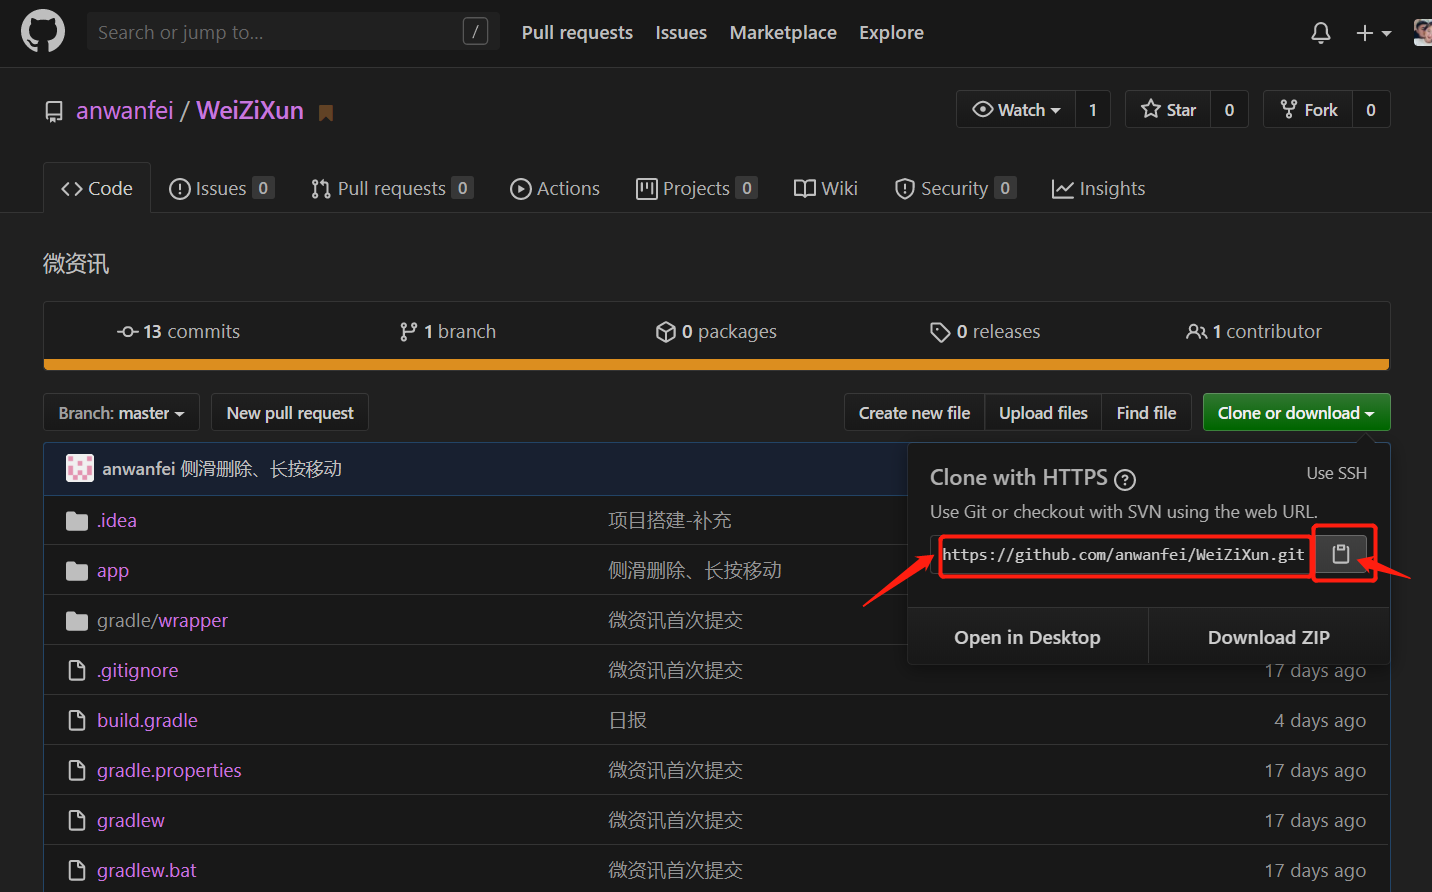 Search or jump to... / Pull requests Issues Marketplace Explore
anwanfei / WeiZiXun Watch 1 Star 0 Fork 0
Code Issues 0 Pull requests 0 Actions Projects 0 Wiki Security 0 Insights
微资讯
13 commits 1 branch 0 packages 0 releases 1 contributor
Branch: master New pull request Create new file Upload files Find file Clone or download
anwanfei 侧滑删除、长按移动
Clone with HTTPS ? Use SSH
Use Git or checkout with SVN using the web URL.
https://github.com/anwanfei/WeiZiXun.git
Open in Desktop Download ZIP
.idea 项目搭建-补充
app 侧滑删除、长按移动
gradle/wrapper 微资讯首次提交
.gitignore 微资讯首次提交 17 days ago
build.gradle 日报 4 days ago
gradle.properties 微资讯首次提交 17 days ago
gradlew 微资讯首次提交 17 days ago
gradlew.bat 微资讯首次提交 17 days ago